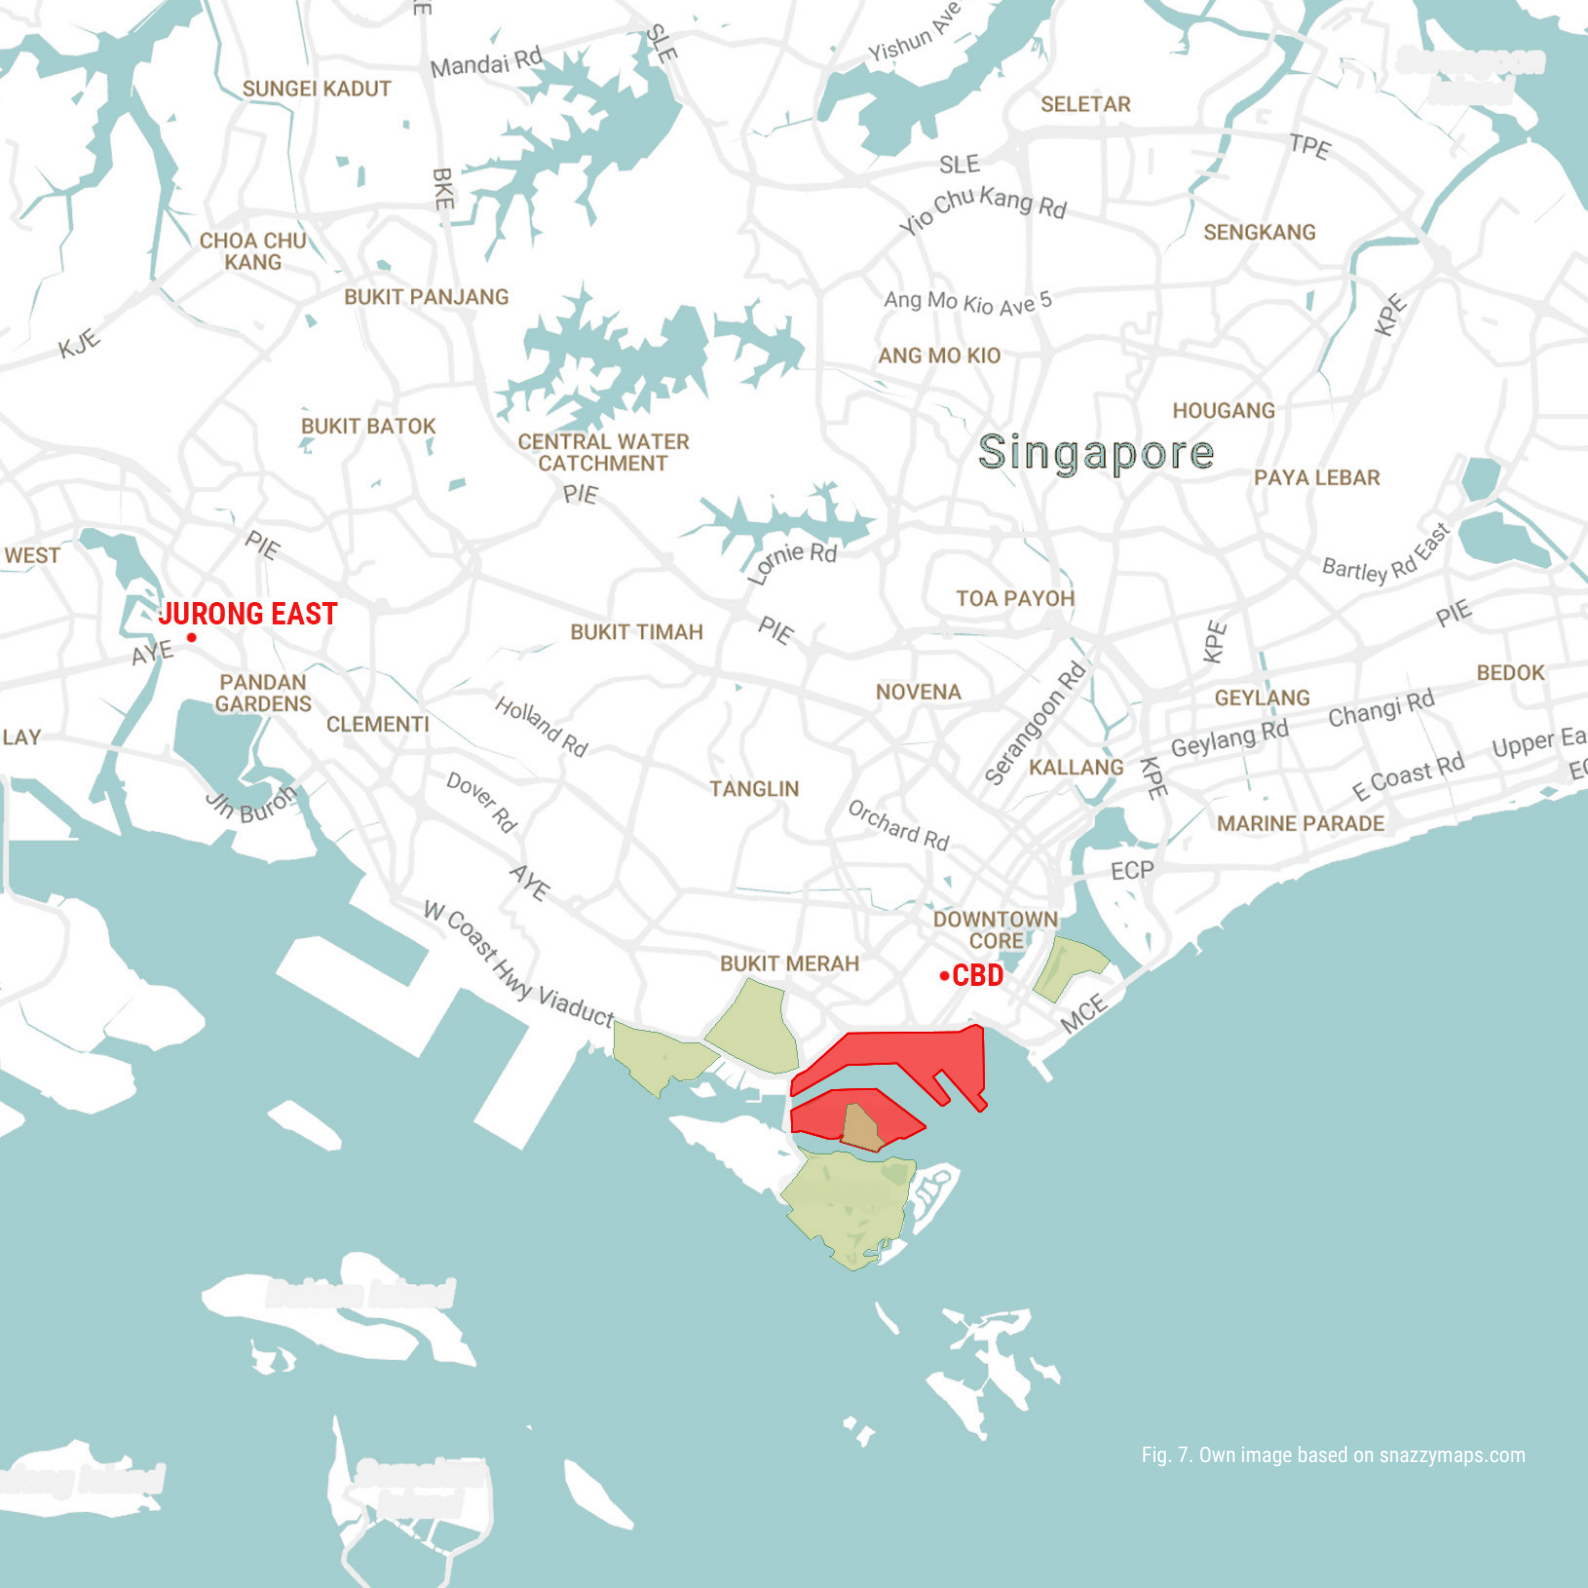 KE
SLE
Yishun Ave
Mandai Rd
SUNGEI KADUT
SELETAR
TPE
SLE
BKE
Yio Chu Kang Rd
SENGKANG
CHOA CHU
KANG
BUKIT PANJANG
Ang Mo Kio Ave 5
KPE
KJE
ANG MO KIO
HOUGANG
BUKIT BATOK
CENTRAL WATER
CATCHMENT
Singapore
PAYA LEBAR
PIE
PIE
WEST
Lornie Rd
Bartley Rd East
JURONG EAST
TOA PAYOH
PIE
BUKIT TIMAH
PIE
KPE
AYE
BEDOK
PANDAN
GARDENS
NOVENA
GEYLANG
Serangoon Rd
Changi Rd
CLEMENTI
Holland Rd
LAY
Geylang Rd
Upper Ea
KALLANG
KPE
E Coast Rd
EC
TANGLIN
Jlh Buroh
Dover Rd
Orchard Rd
MARINE PARADE
ECP
AYE
W Coast Hwy Viaduct
DOWNTOWN
CORE
BUKIT MERAH
CBD
MCE
Fig. 7. Own image based on snazzymaps.com